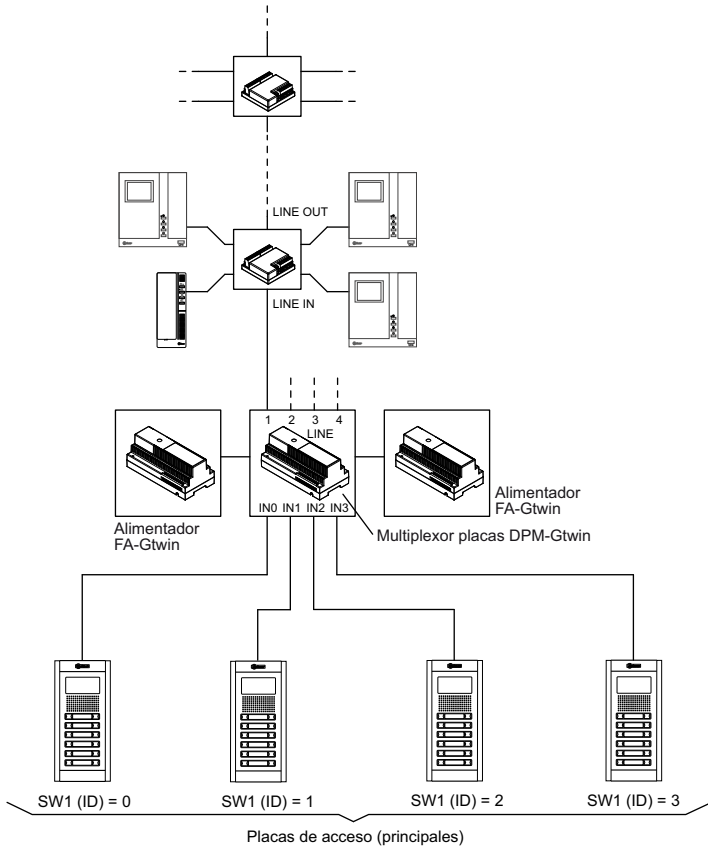 LINE OUT
LINE IN
1 2 3 4
LINE
IN0 IN1 IN2 IN3
Alimentador
FA-Gtwin
Alimentador
FA-Gtwin
Multiplexor placas DPM-Gtwin
SW1 (ID) = 0
SW1 (ID) = 1
SW1 (ID) = 2
SW1 (ID) = 3
Placas de acceso (principales)